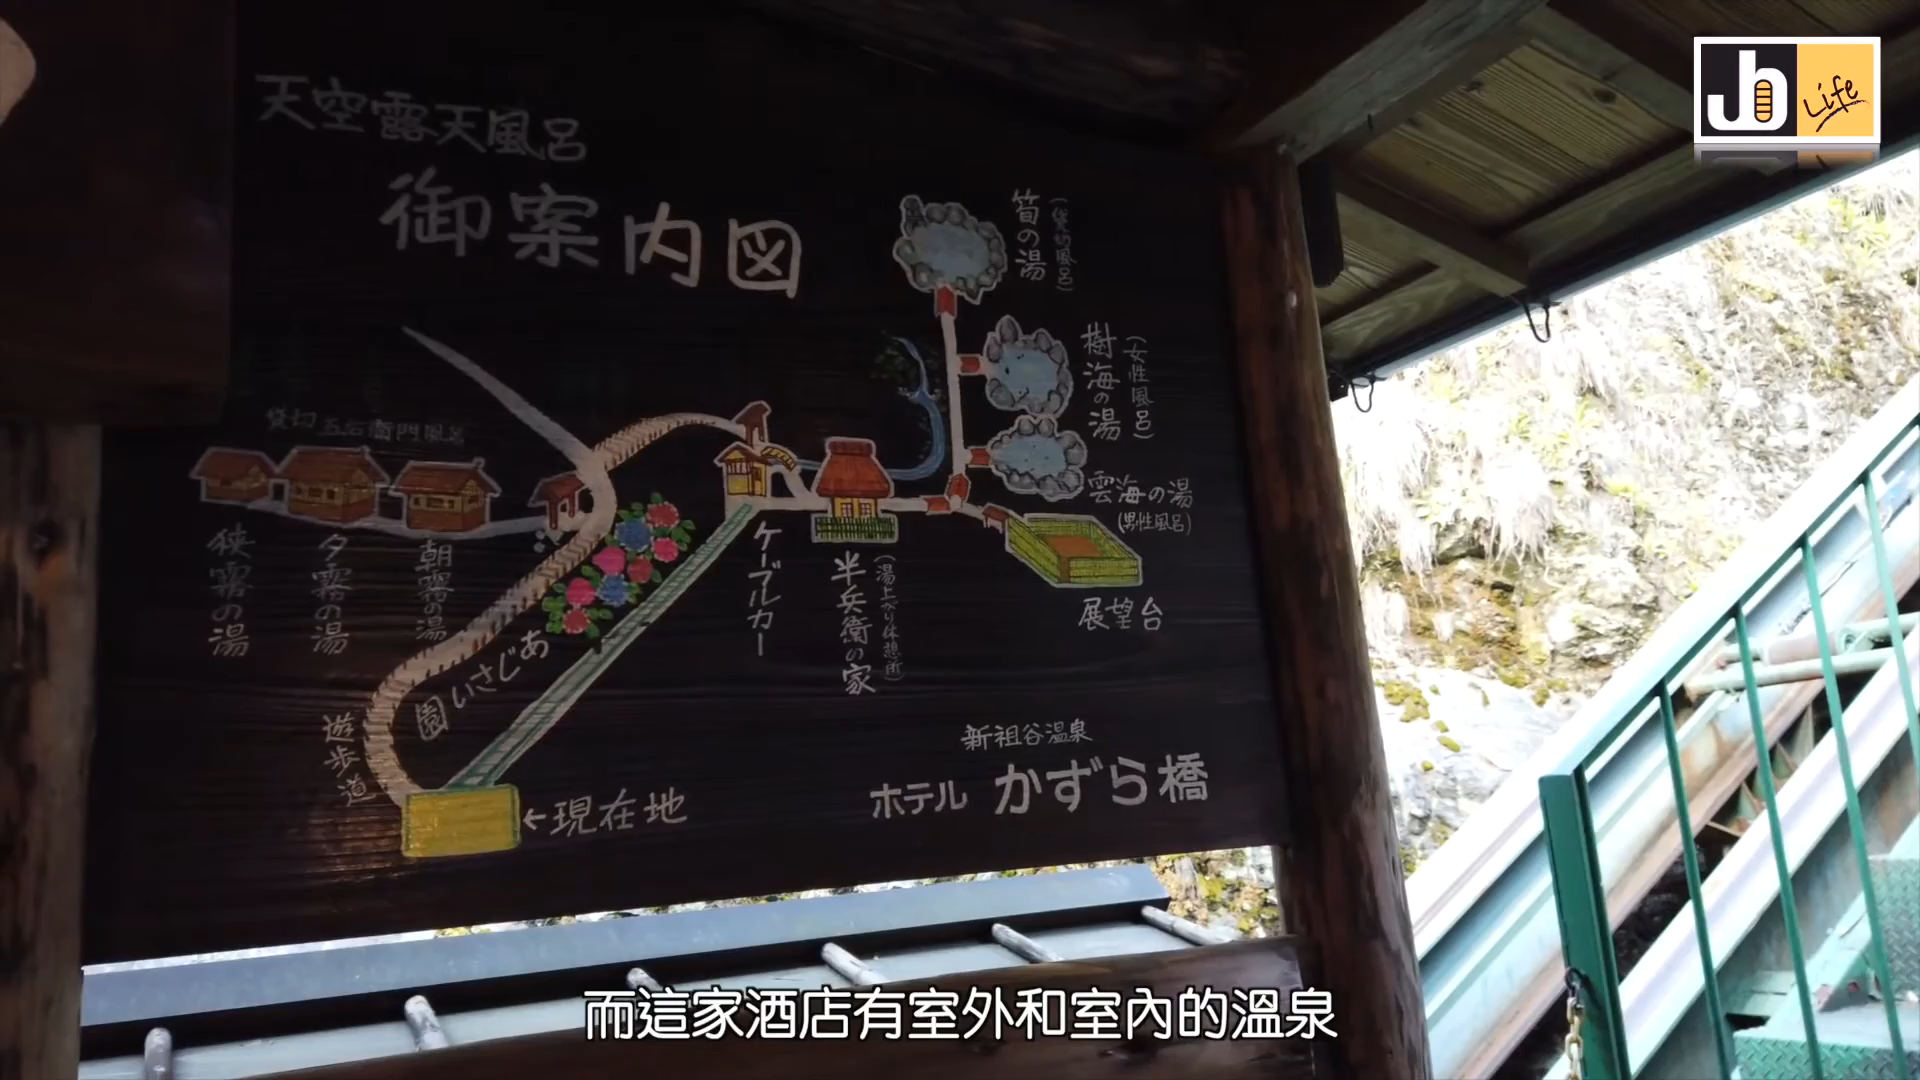 Jb Life
天空露天風呂
御案内図
筍の湯
(貸切風呂)
樹海の湯
(女性風呂)
雲海の湯
(男性風呂)
貸切五右衛門風呂
狭霧の湯
夕霧の湯
朝霧の湯
ケーブルカー
半兵衛の家
(湯上がり休憩所)
展望台
あじさい園
遊歩道
←現在地
新祖谷温泉
ホテル かずら橋
而這家酒店有室外和室內的溫泉